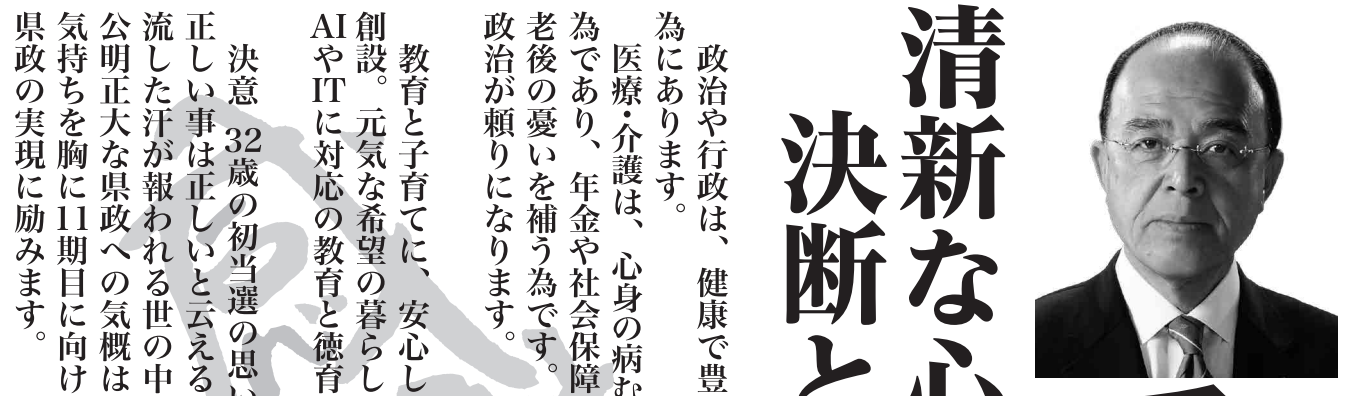 清新な心
決断と
政治や行政は、健康で豊
為にあります。
医療・介護は、心身の病む
為であり、年金や社会保障
老後の憂いを補う為です。
政治が頼りになります。
教育と子育てに、安心し
創設。元気な希望の暮らし
AIやITに対応の教育と徳育
決意 32歳の初当選の思い
正しい事は正しいと云える
流した汗が報われる世の中
公明正大な県政への気概は
気持ちを胸に11期目に向け
県政の実現に励みます。